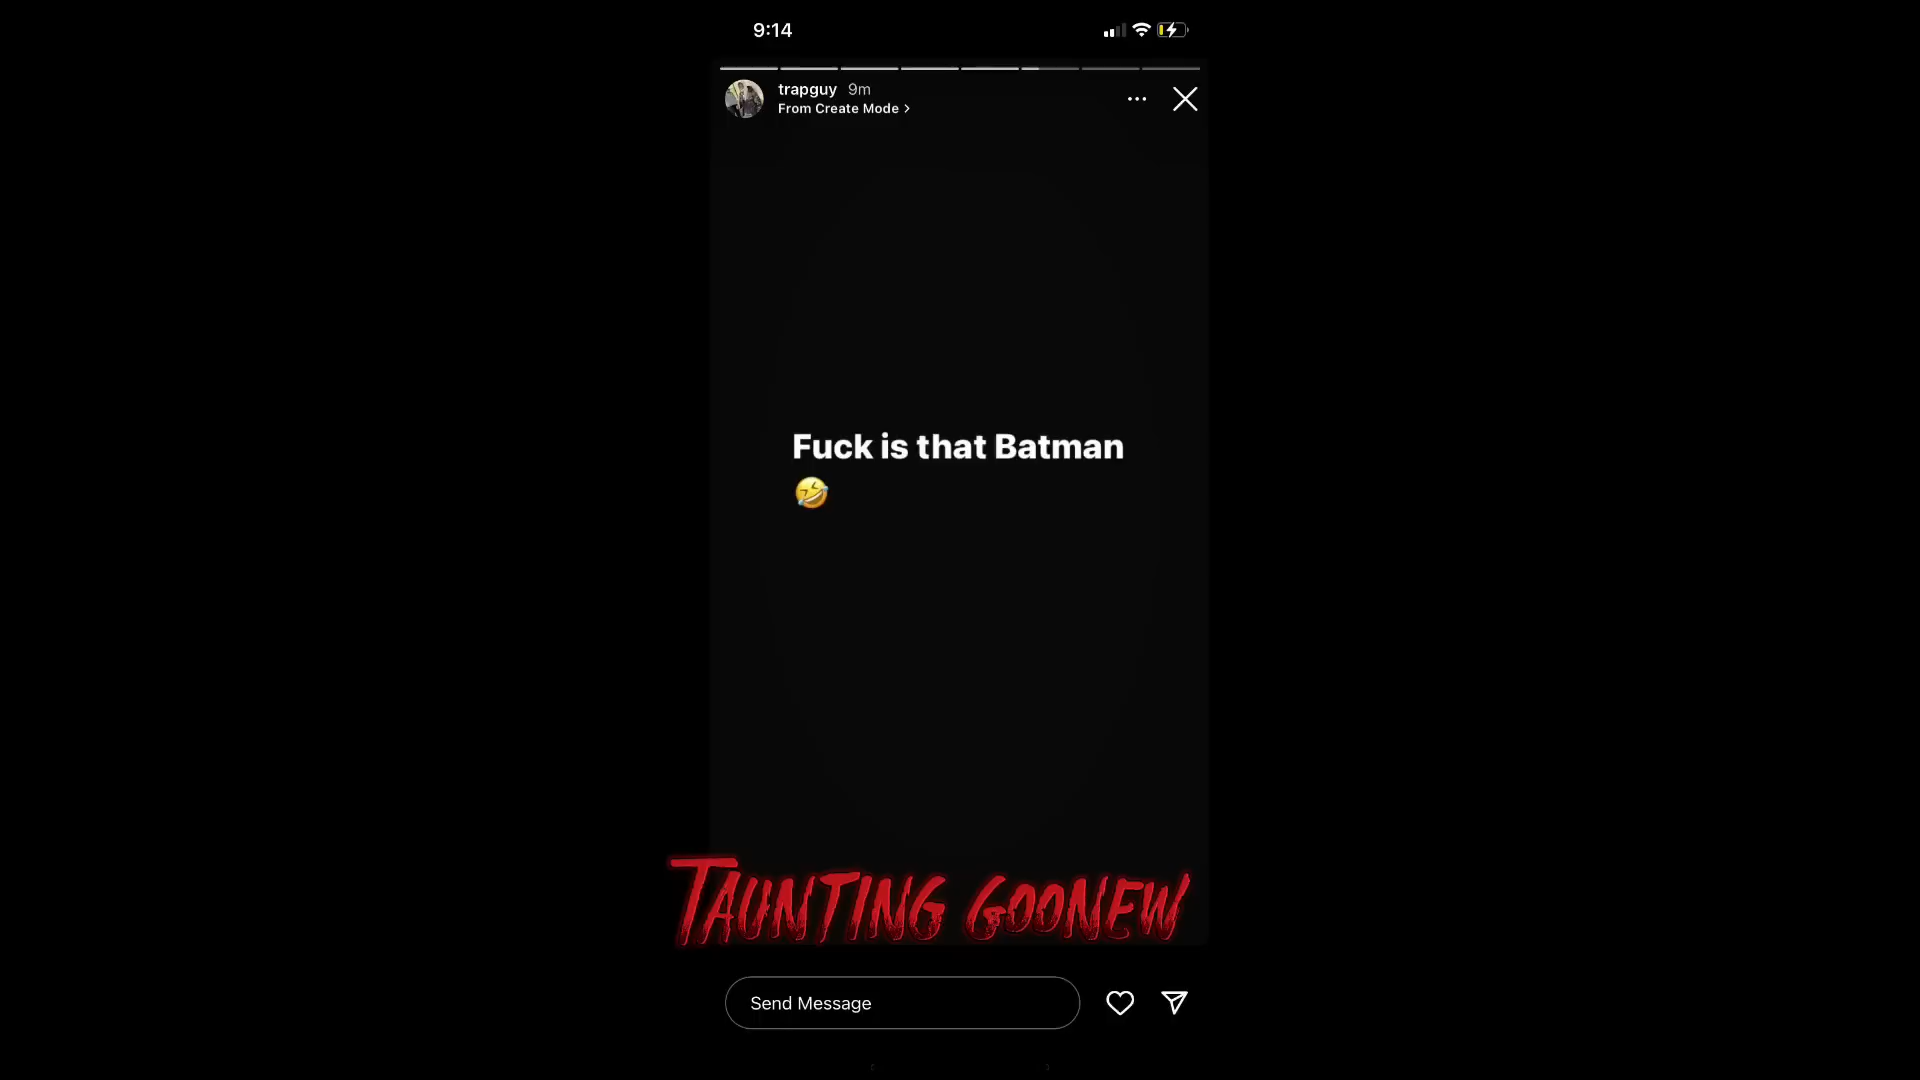 9:14
trapguy 9m
From Create Mode >
Fuck is that Batman
🤣
TAUNTING GOONEW
Send Message